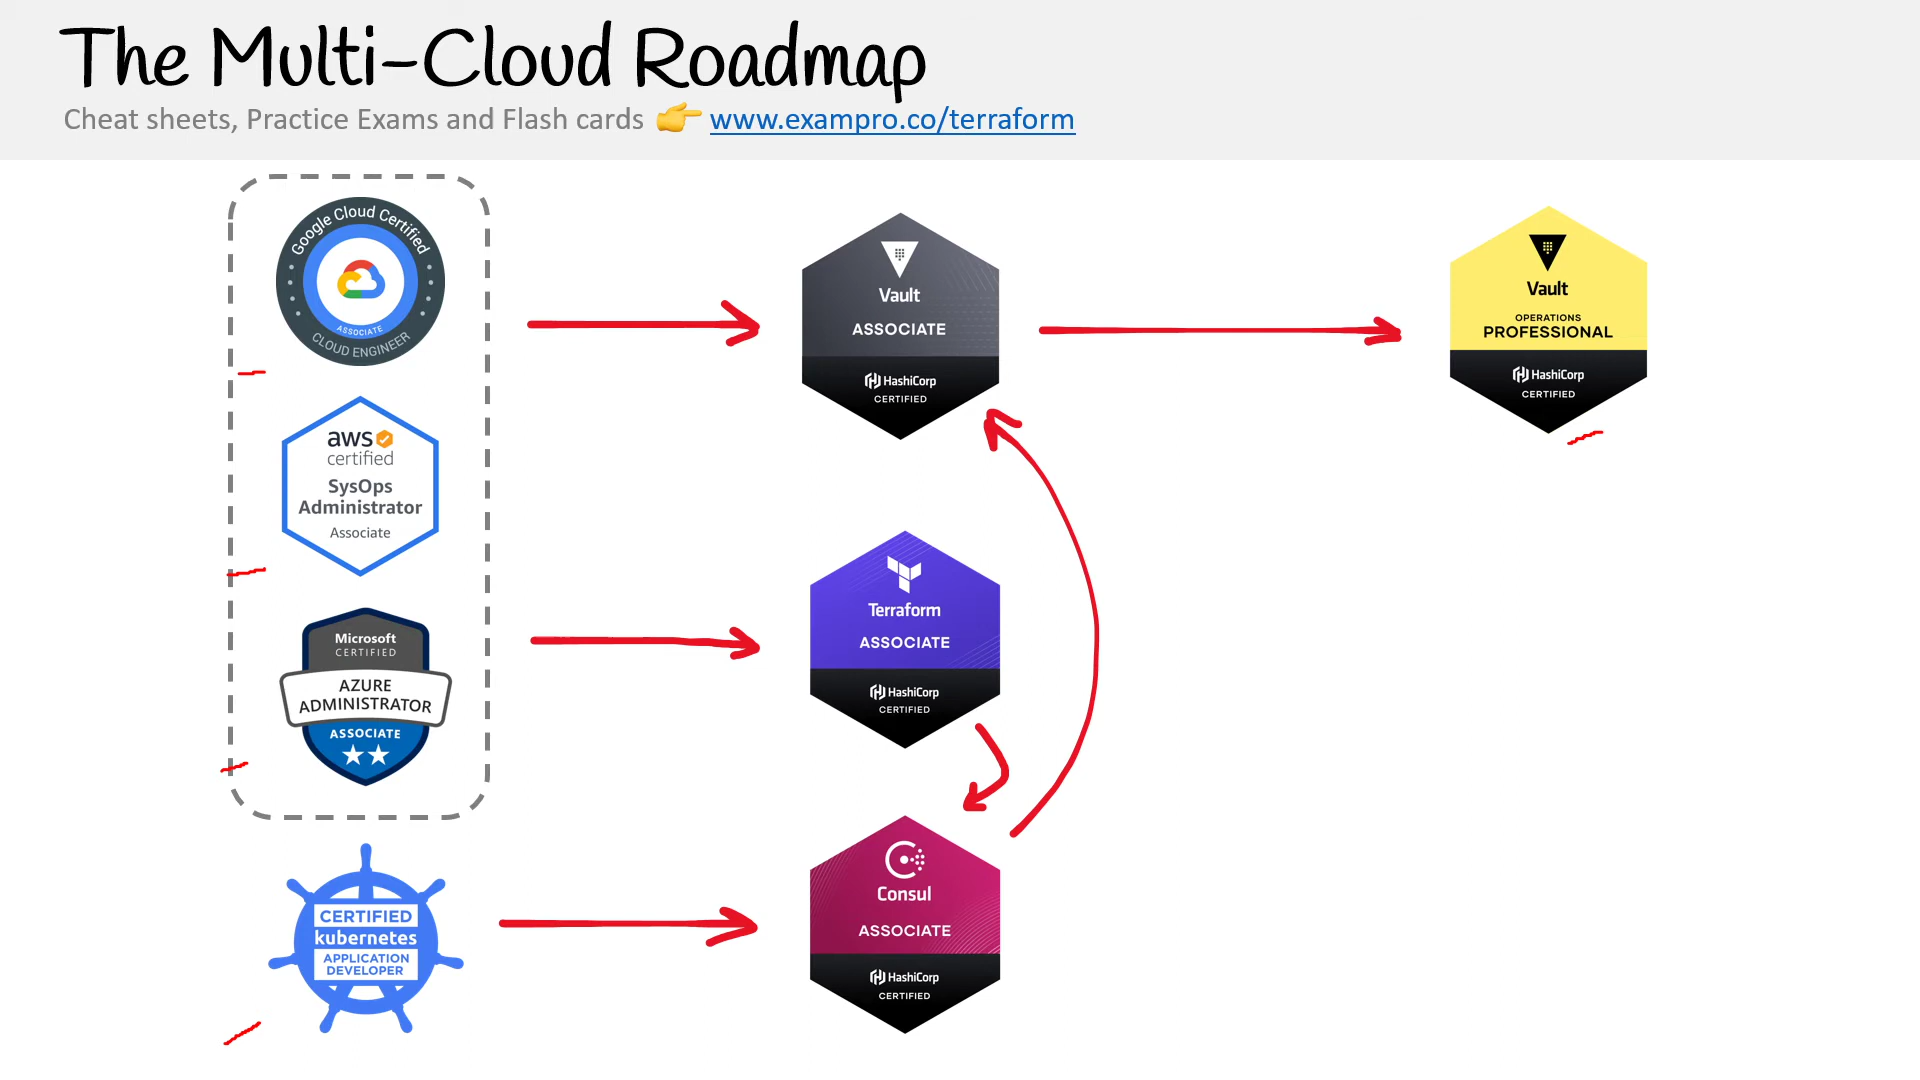 The Multi-Cloud Roadmap
Cheat sheets, Practice Exams and Flash cards 👉 www.exampro.co/terraform
Google Cloud Certified
ASSOCIATE
CLOUD ENGINEER
aws
certified
SysOps
Administrator
Associate
Microsoft
CERTIFIED
AZURE
ADMINISTRATOR
ASSOCIATE
CERTIFIED
kubernetes
APPLICATION
DEVELOPER
Vault
ASSOCIATE
HashiCorp
CERTIFIED
Terraform
ASSOCIATE
HashiCorp
CERTIFIED
Consul
ASSOCIATE
HashiCorp
CERTIFIED
Vault
OPERATIONS
PROFESSIONAL
HashiCorp
CERTIFIED